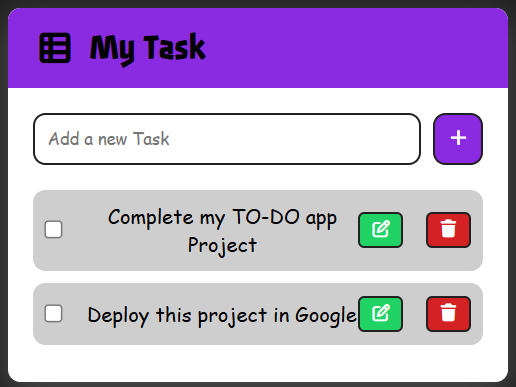 My Task
Add a new Task
Complete my TO-DO app
Project
Deploy this project in Google